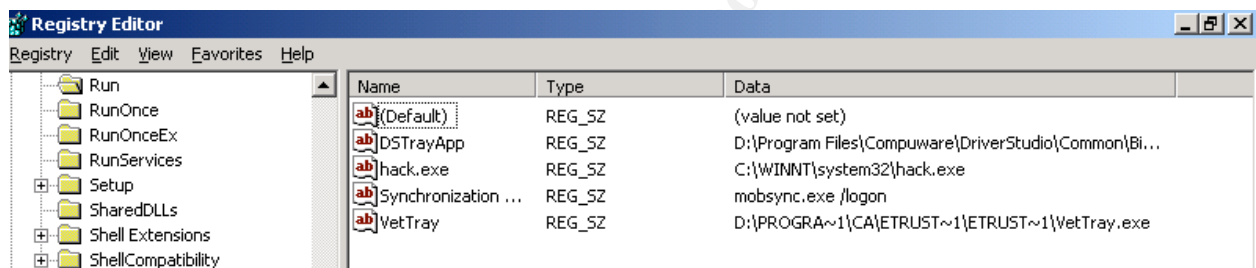 Registry Editor
Registry Edit View Favorites Help
Run
RunOnce
RunOnceEx
RunServices
Setup
SharedDLLs
Shell Extensions
ShellCompatibility
Name Type Data
(Default) REG_SZ (value not set)
DSTrayApp REG_SZ D:\Program Files\Compuware\DriverStudio\Common\Bi...
hack.exe REG_SZ C:\WINNT\system32\hack.exe
Synchronization ... REG_SZ mobsync.exe /logon
VetTray REG_SZ D:\PROGRA~1\CA\ETRUST~1\ETRUST~1\VetTray.exe